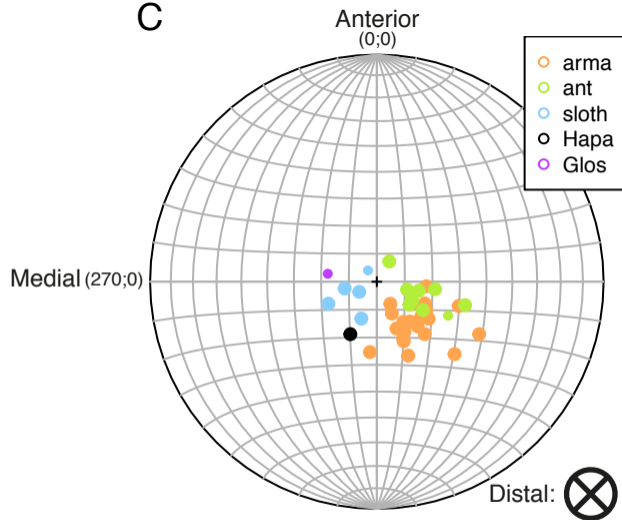 C
Anterior
(0;0)
arma
ant
sloth
Hapa
Glos
Medial (270;0)
Distal: